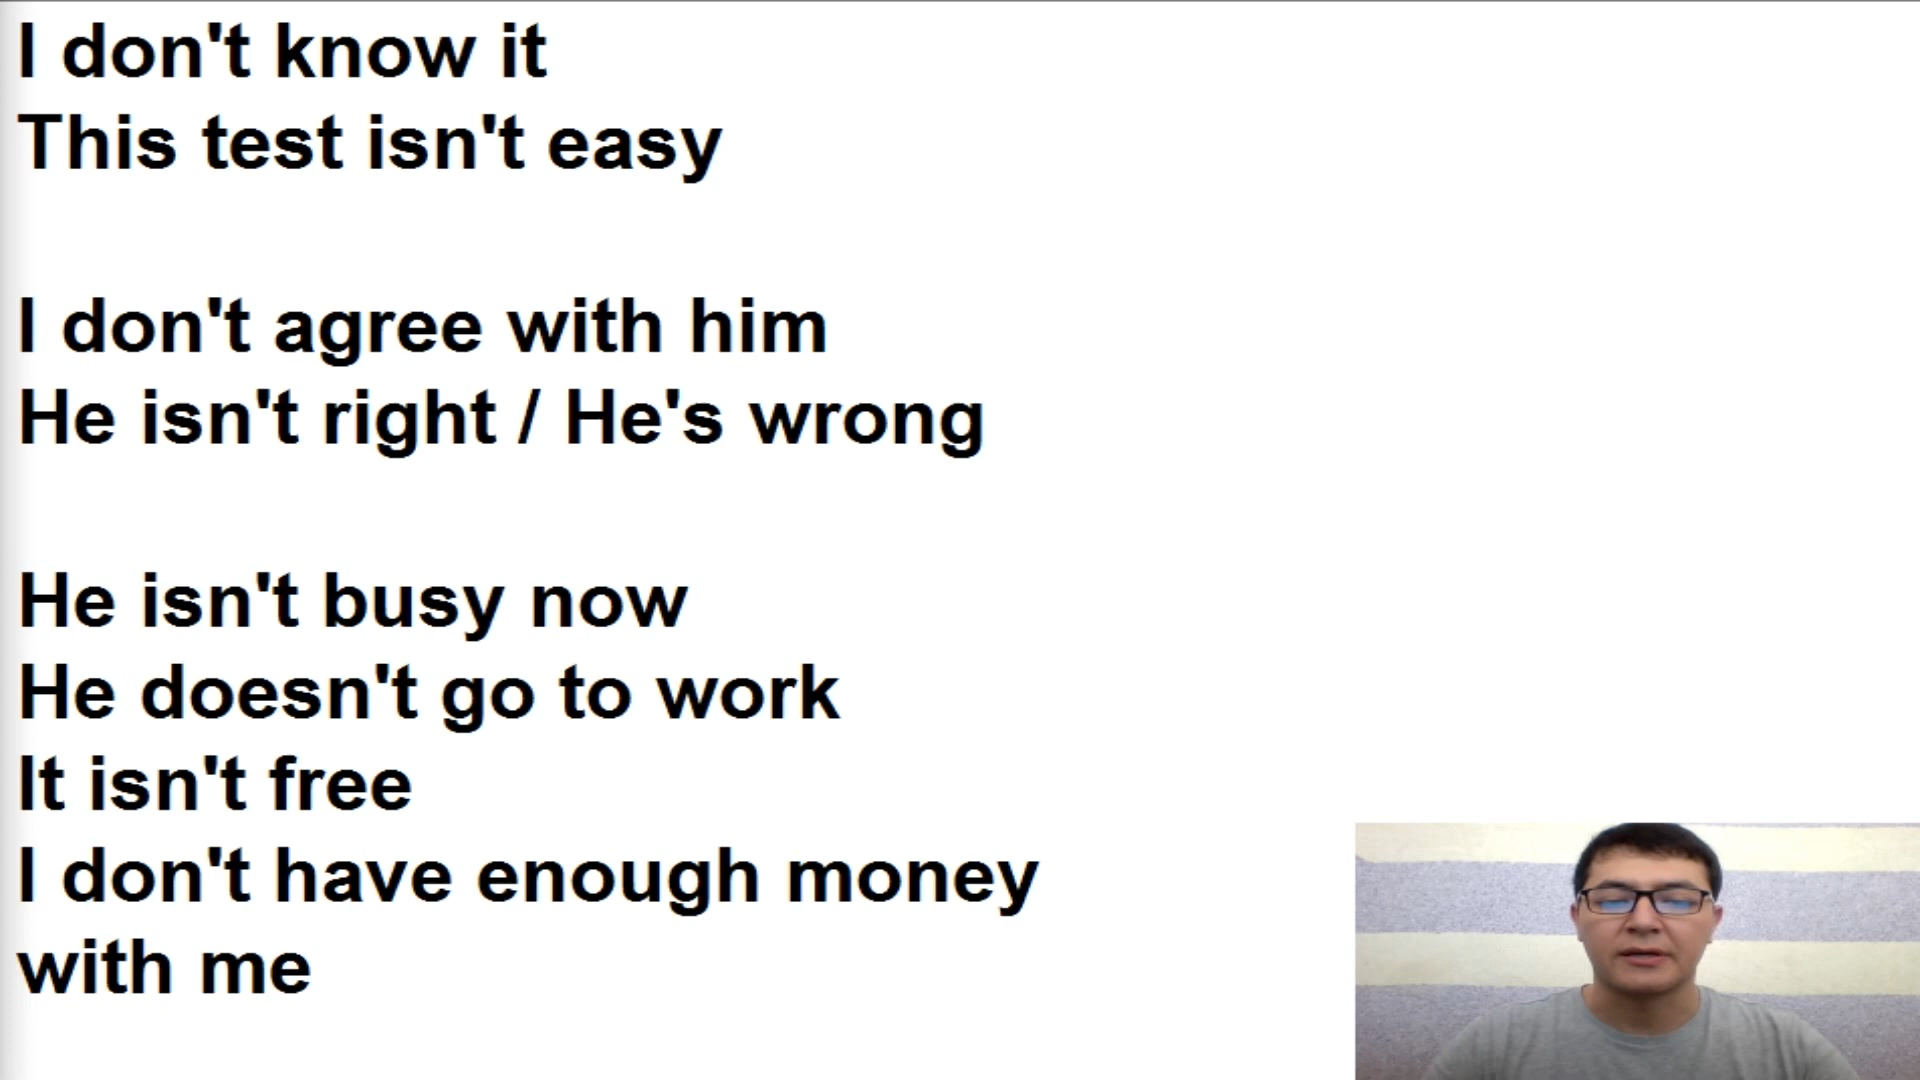 I don't know it
This test isn't easy
I don't agree with him
He isn't right / He's wrong
He isn't busy now
He doesn't go to work
It isn't free
I don't have enough money
with me